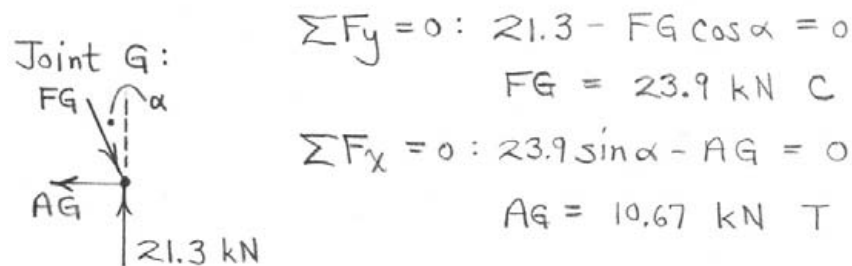 Joint G:
FG
α
AG
21.3 kN
ΣFy = 0 : 21.3 - FG cos α = 0
FG = 23.9 kN C
ΣFx = 0 : 23.9 sin α - AG = 0
AG = 10.67 kN T